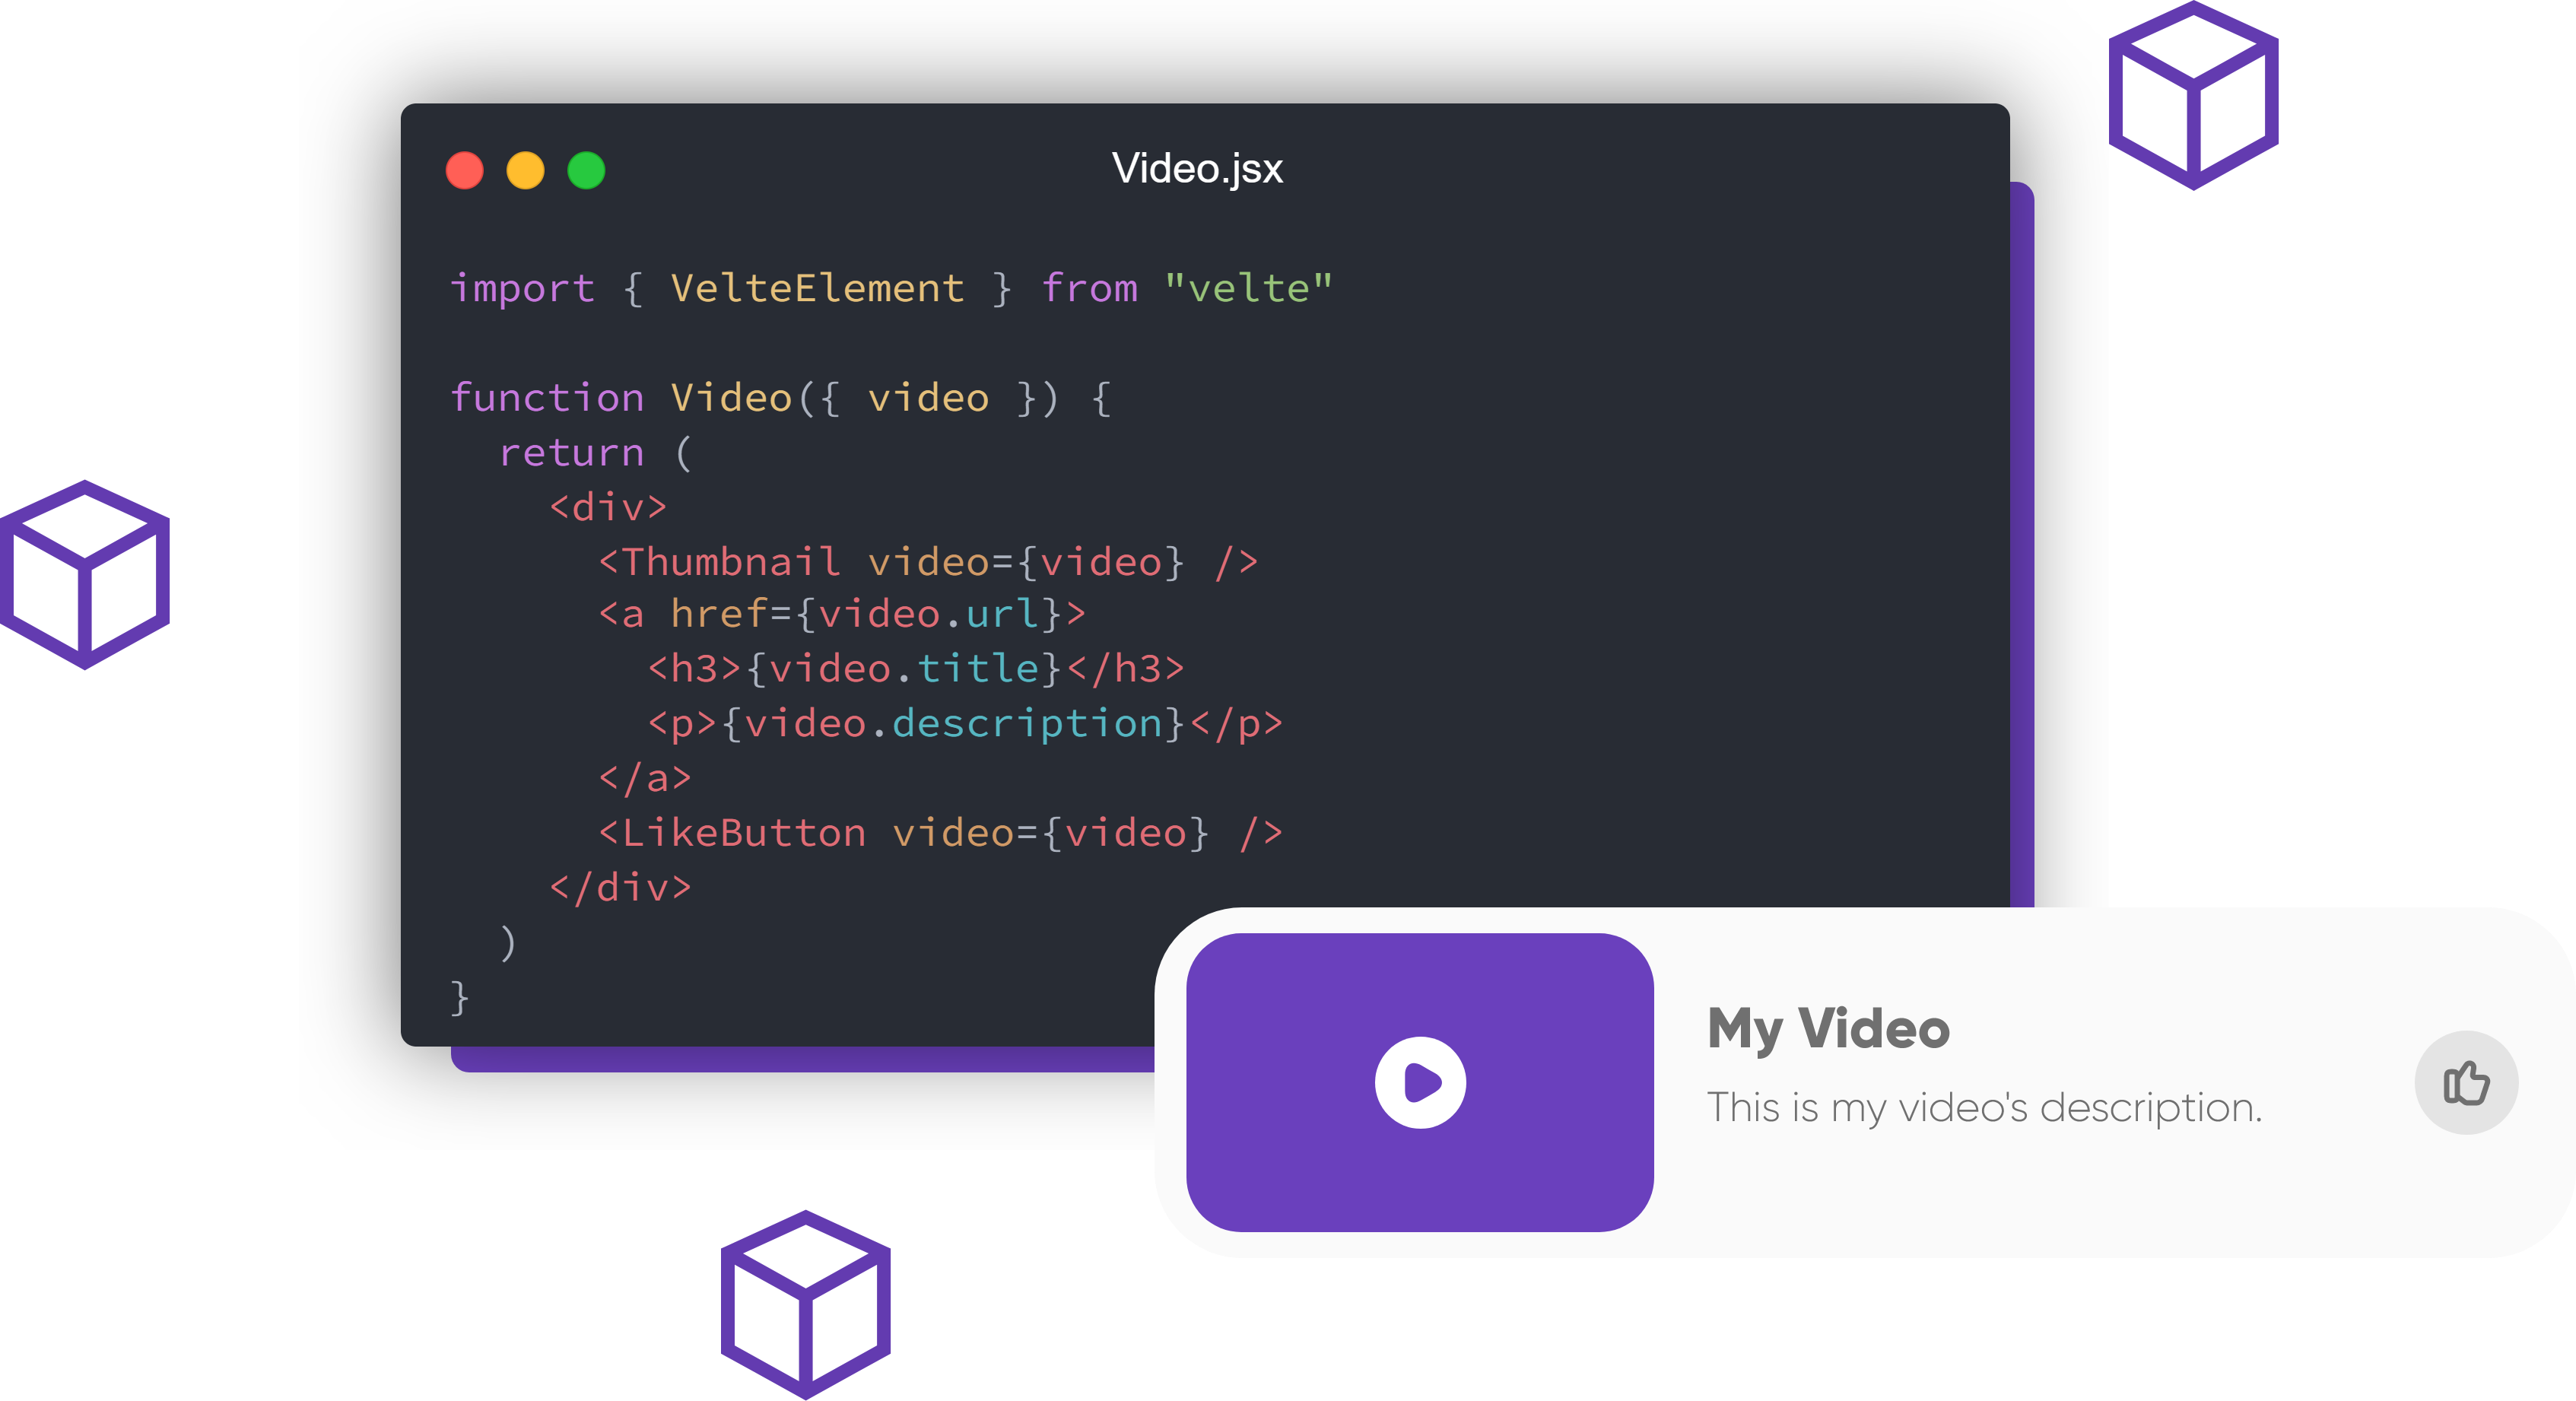 Video.jsx
import { VelteElement } from "velte"
function Video({ video }) {
return (
<div>
<Thumbnail video={video} />
<a href={video.url}>
<h3>{video.title}</h3>
<p>{video.description}</p>
</a>
<LikeButton video={video} />
</div>
)
}
My Video
This is my video's description.